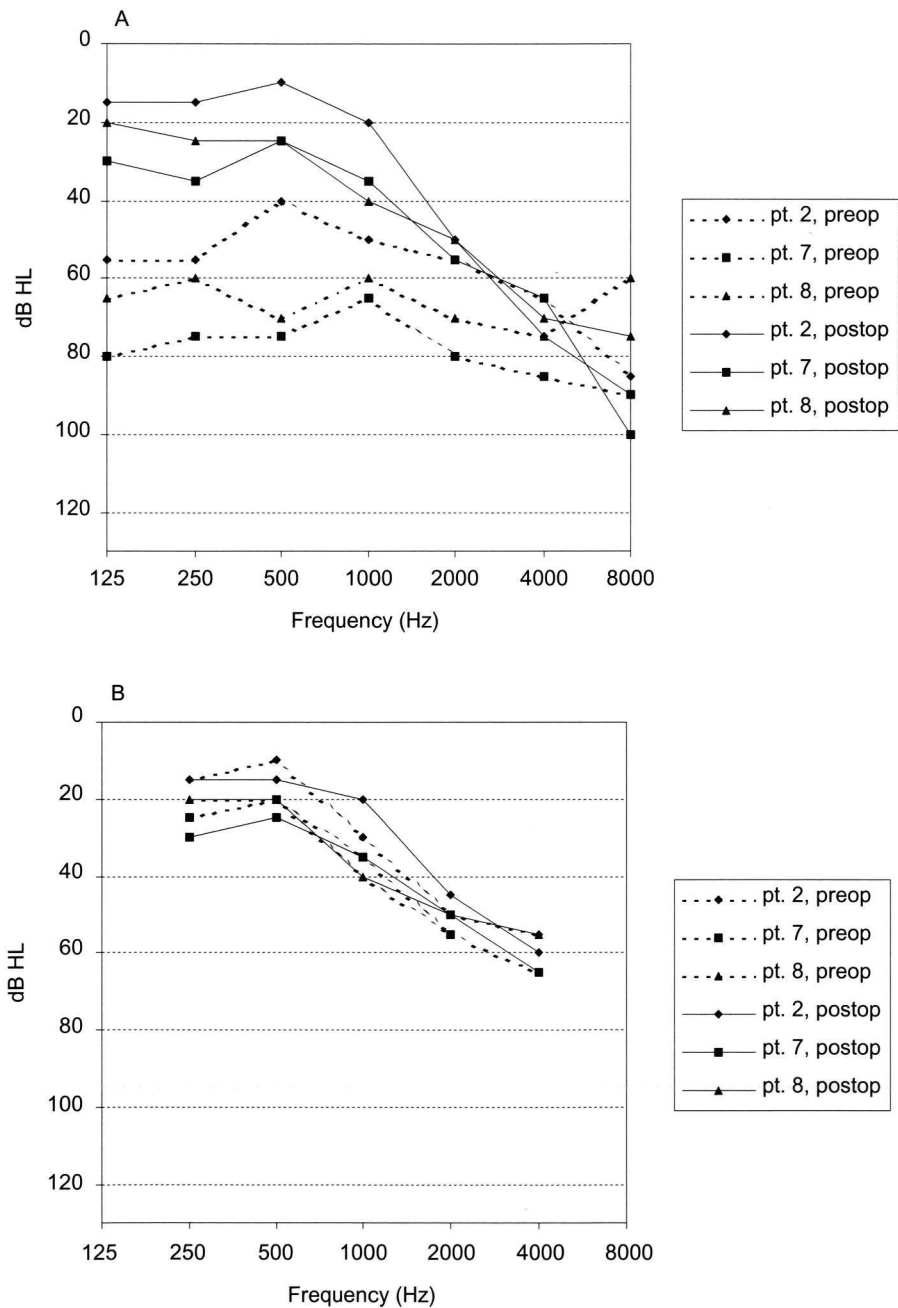 A
0
20
40
60
80
100
120
dB HL
125 250 500 1000 2000 4000 8000
Frequency (Hz)
pt. 2, preop
pt. 7, preop
pt. 8, preop
pt. 2, postop
pt. 7, postop
pt. 8, postop
B
0
20
40
60
80
100
120
dB HL
125 250 500 1000 2000 4000 8000
Frequency (Hz)
pt. 2, preop
pt. 7, preop
pt. 8, preop
pt. 2, postop
pt. 7, postop
pt. 8, postop